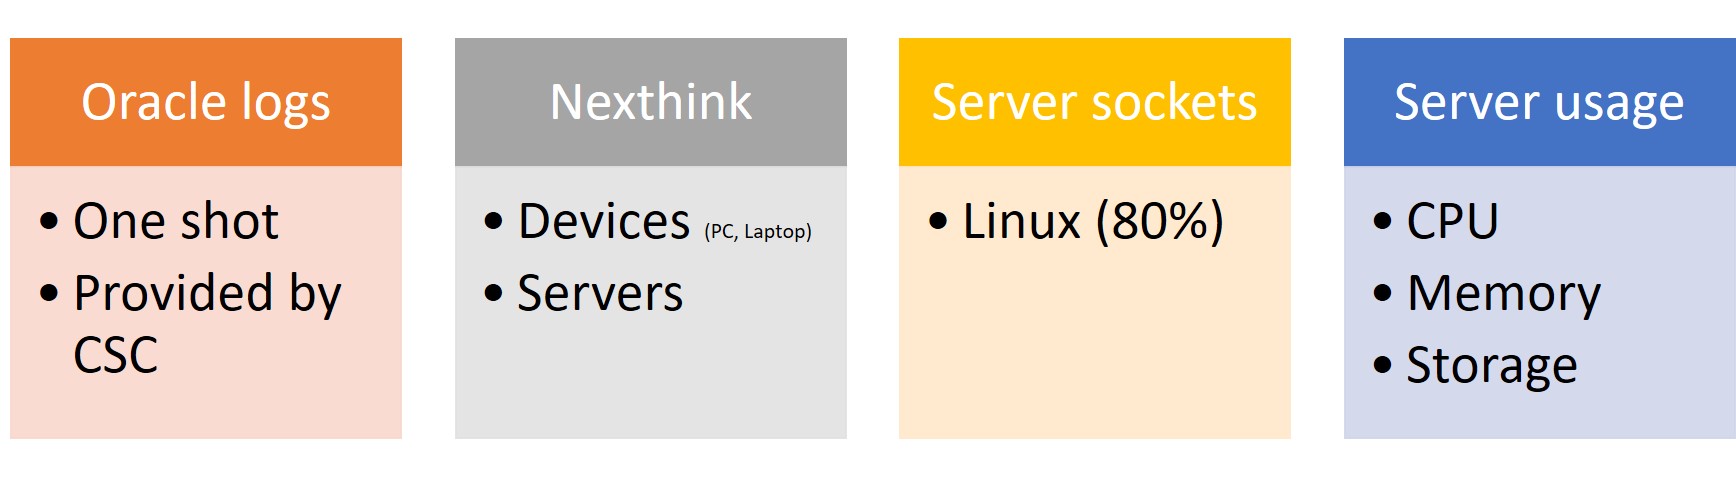 Oracle logs
• One shot
• Provided by
CSC
Nexthink
• Devices (PC, Laptop)
• Servers
Server sockets
• Linux (80%)
Server usage
• CPU
• Memory
• Storage